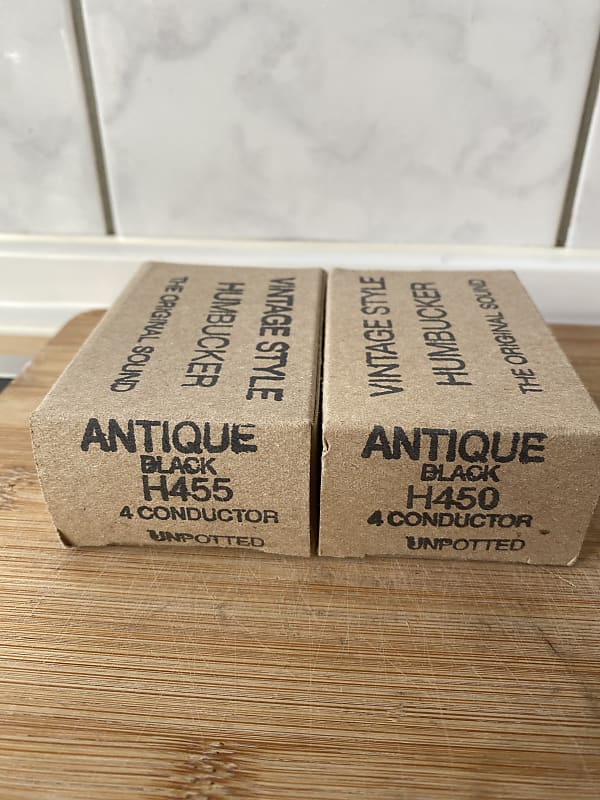 VINTAGE STYLE
HUMBUCKER
THE ORIGINAL SOUND
ANTIQUE
BLACK
H455
4 CONDUCTOR
UNPOTTED
VINTAGE STYLE
HUMBUCKER
THE ORIGINAL SOUND
ANTIQUE
BLACK
H450
4 CONDUCTOR
UNPOTTED